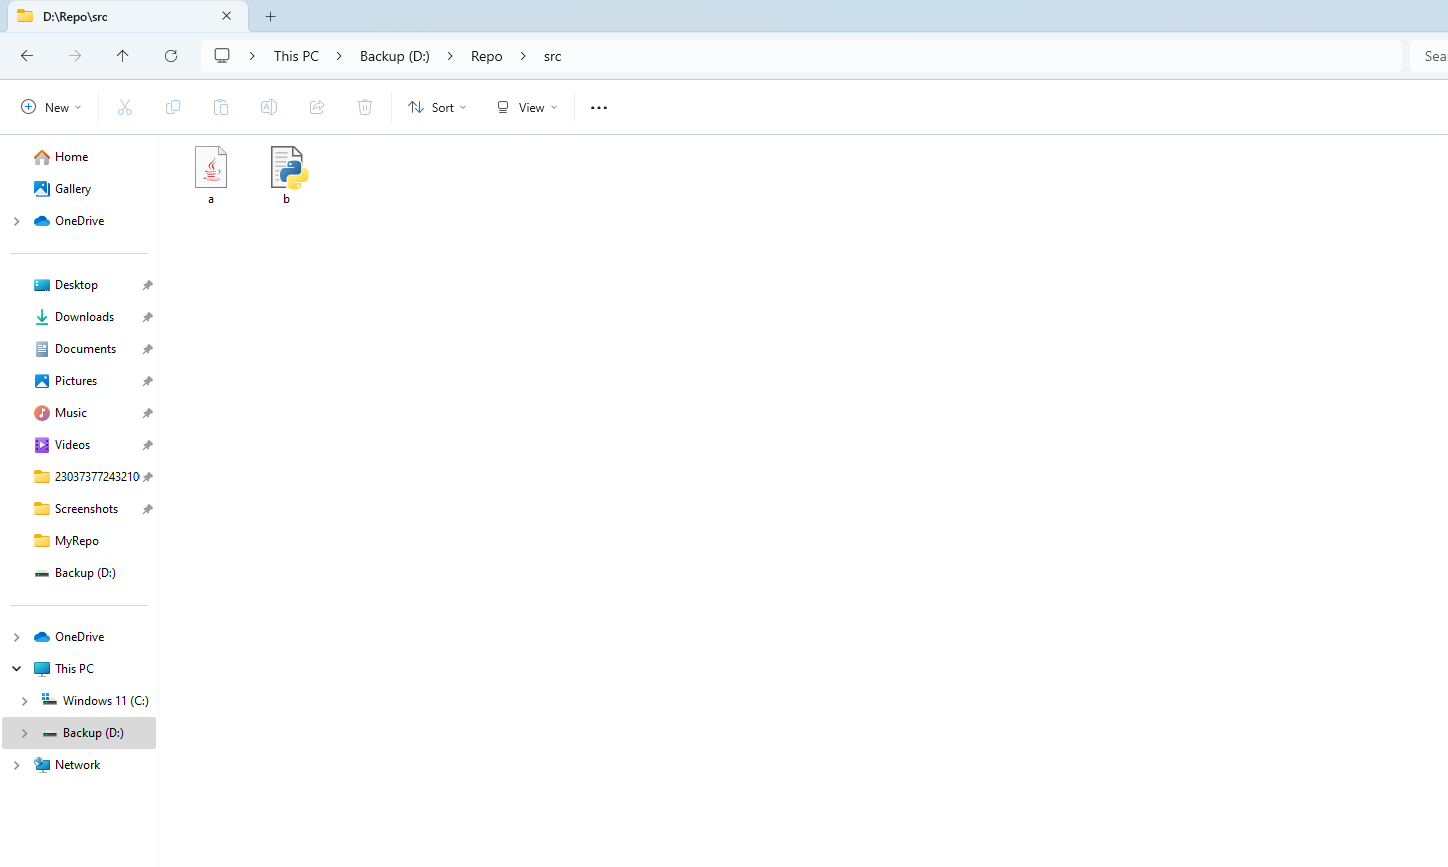 D:\Repo\src
This PC > Backup (D:) > Repo > src
Sea
New
Sort
View
Home
Gallery
OneDrive
a
b
Desktop
Downloads
Documents
Pictures
Music
Videos
23037377243210
Screenshots
MyRepo
Backup (D:)
OneDrive
This PC
Windows 11 (C:)
Backup (D:)
Network